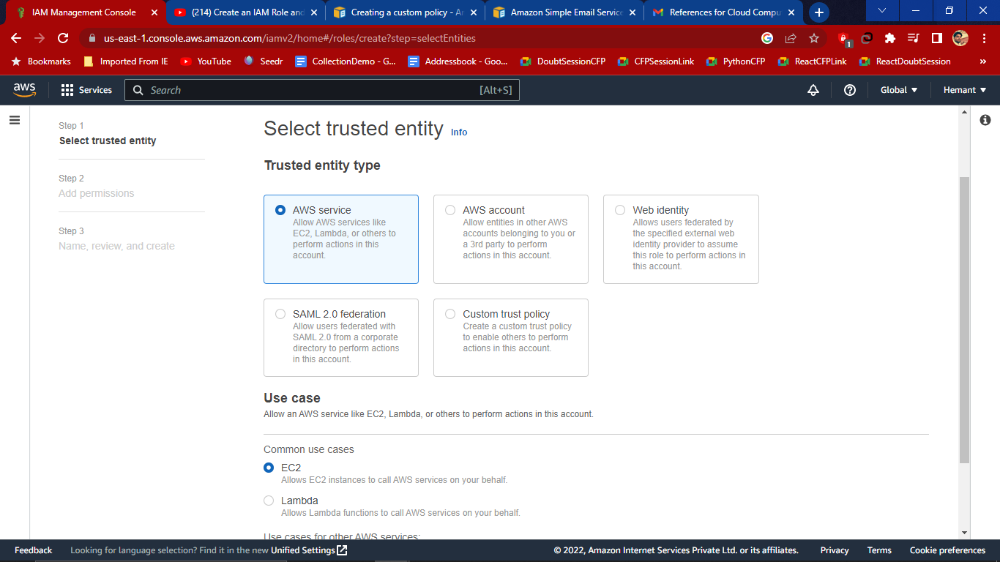 IAM Management Console
(214) Create an IAM Role and
Creating a custom policy - A
Amazon Simple Email Service
References for Cloud Compu
us-east-1.console.aws.amazon.com/iamv2/home#/roles/create?step=selectEntities
1
Bookmarks
Imported From IE
YouTube
Seedr
CollectionDemo - G...
Addressbook - Goo...
DoubtSessionCFP
CFPSessionLink
PythonCFP
ReactCFPLink
ReactDoubtSession
»
aws
Services
Search
[Alt+S]
Global
Hemant
Step 1
Select trusted entity
Step 2
Add permissions
Step 3
Name, review, and create
Select trusted entity Info
Trusted entity type
AWS service
Allow AWS services like
EC2, Lambda, or others to
perform actions in this
account.
AWS account
Allow entities in other AWS
accounts belonging to you or
a 3rd party to perform
actions in this account.
Web identity
Allows users federated by
the specified external web
identity provider to assume
this role to perform actions in
this account.
SAML 2.0 federation
Allow users federated with
SAML 2.0 from a corporate
directory to perform actions
in this account.
Custom trust policy
Create a custom trust policy
to enable others to perform
actions in this account.
Use case
Allow an AWS service like EC2, Lambda, or others to perform actions in this account.
Common use cases
EC2
Allows EC2 instances to call AWS services on your behalf.
Lambda
Allows Lambda functions to call AWS services on your behalf.
Use cases for other AWS services:
Feedback
Looking for language selection? Find it in the new Unified Settings
© 2022, Amazon Internet Services Private Ltd. or its affiliates.
Privacy
Terms
Cookie preferences